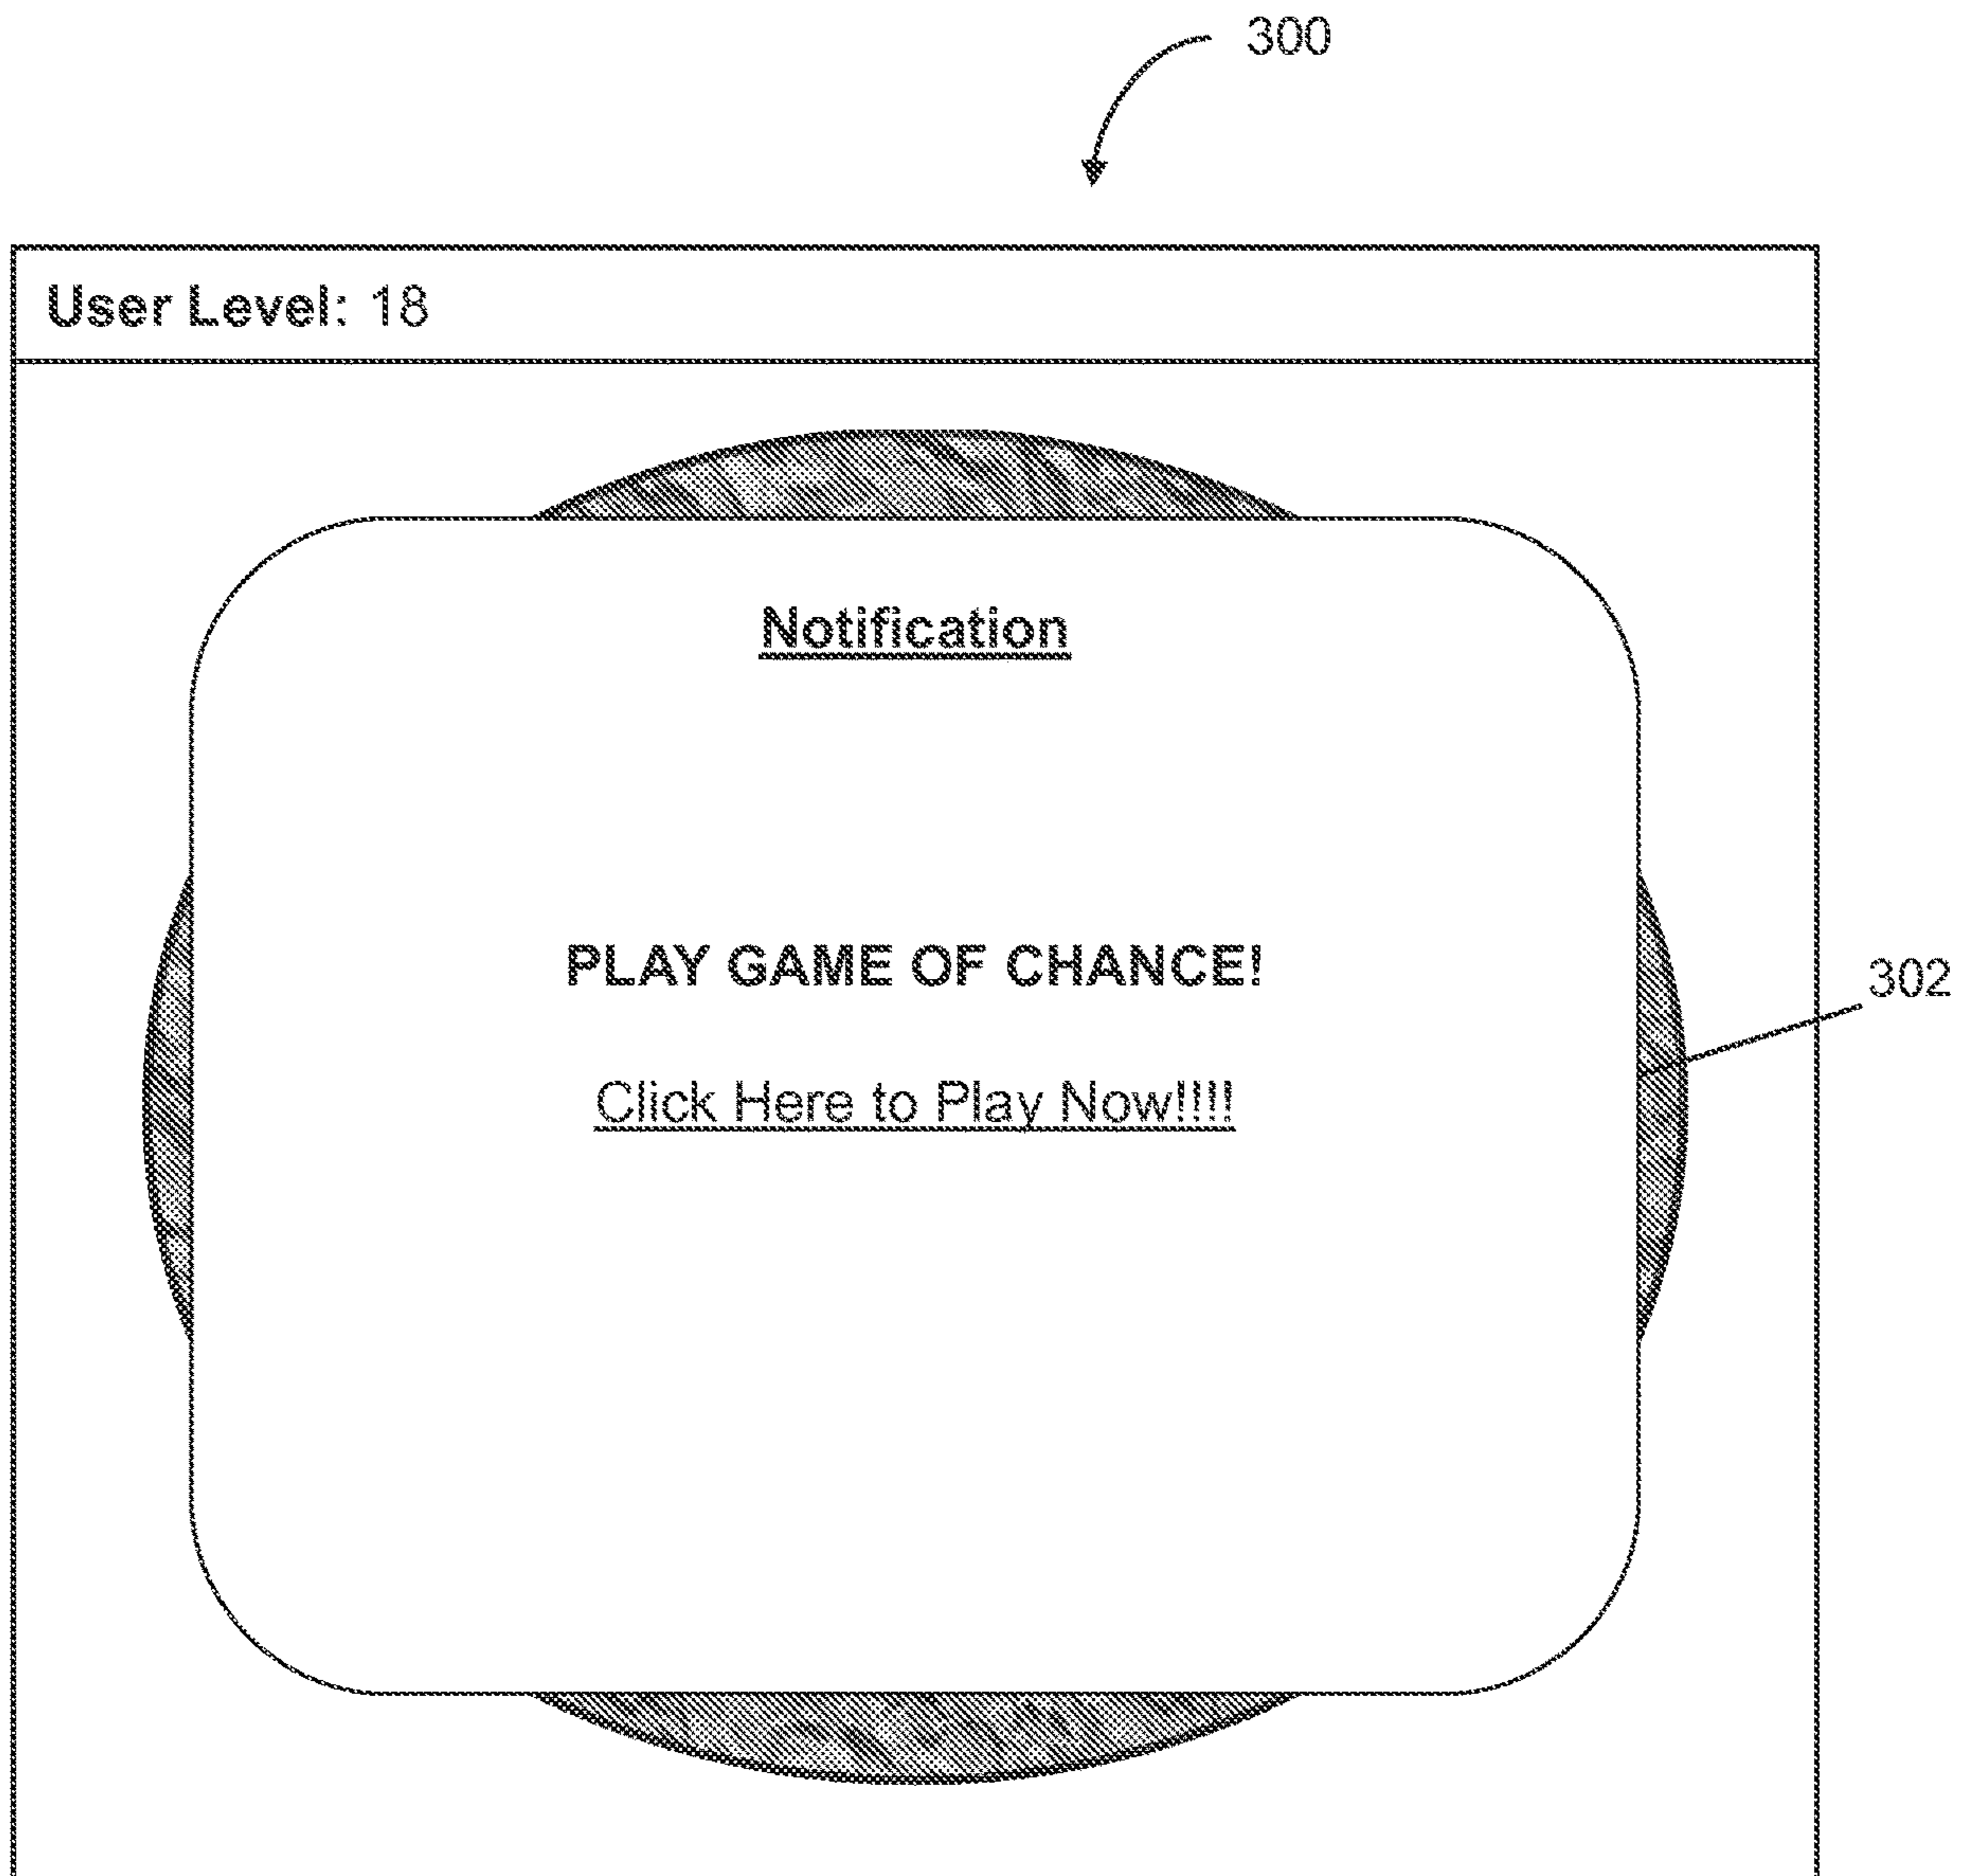 300
User Level: 18
Notification
PLAY GAME OF CHANCE!
302
Click Here to Play Now!!!!